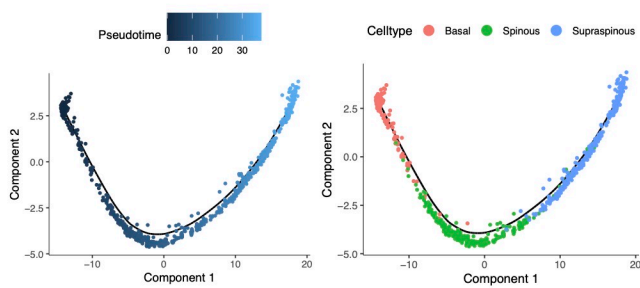 Pseudotime
0 10 20 30
Celltype Basal Spinous Supraspinous
Component 2
2.5
0.0
−2.5
−5.0
−10 0 10 20
Component 1
Component 2
2.5
0.0
−2.5
−5.0
−10 0 10 20
Component 1